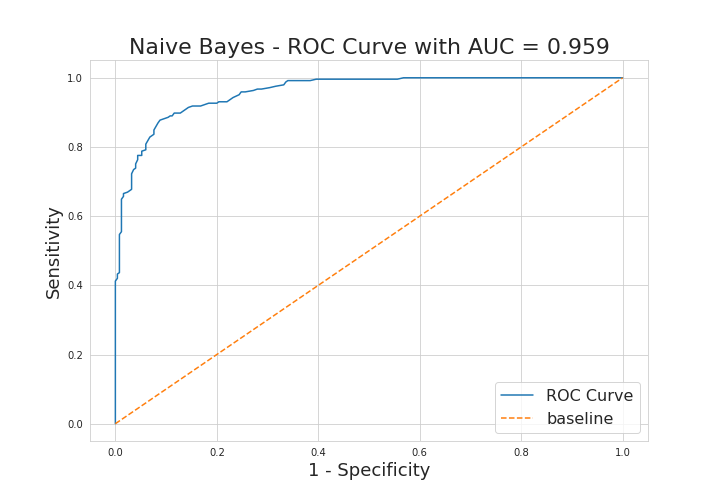 Naive Bayes - ROC Curve with AUC = 0.959
1.0
0.8
0.6
0.4
0.2
0.0
Sensitivity
ROC Curve
baseline
0.0 0.2 0.4 0.6 0.8 1.0
1 - Specificity